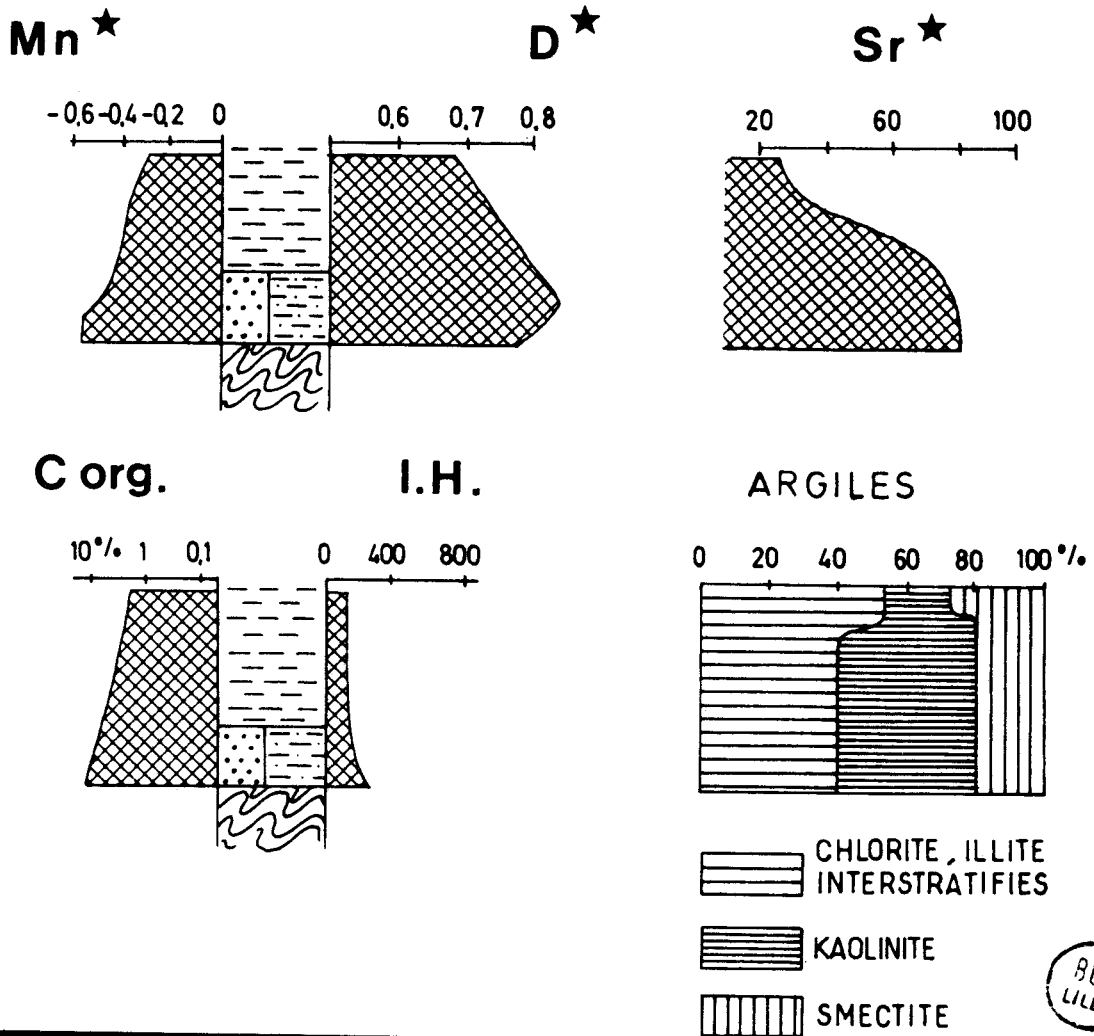 Mn ★ D ★ Sr ★
-0,6 -0,4 -0,2 0 0,6 0,7 0,8
20 60 100
C org. I.H. ARGILES
10% 1 0,1 0 400 800
0 20 40 60 80 100%
CHLORITE, ILLITE
INTERSTRATIFIES
KAOLINITE
SMECTITE